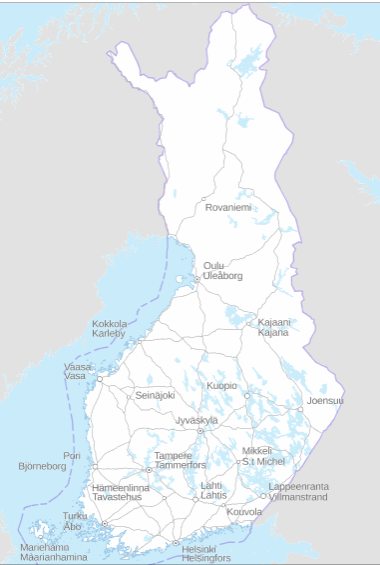 Rovaniemi
Oulu
Uleåborg
Kokkola
Karleby
Kajaani
Kajana
Vaasa
Vasa
Kuopio
Seinäjoki
Joensuu
Jyväskylä
Pori
Björneborg
Tampere
Tammerfors
Mikkeli
S:t Michel
Hämeenlinna
Tavastehus
Lahti
Lahtis
Lappeenranta
Villmanstrand
Kouvola
Turku
Åbo
Mariehamn
Maarianhamina
Helsinki
Helsingfors